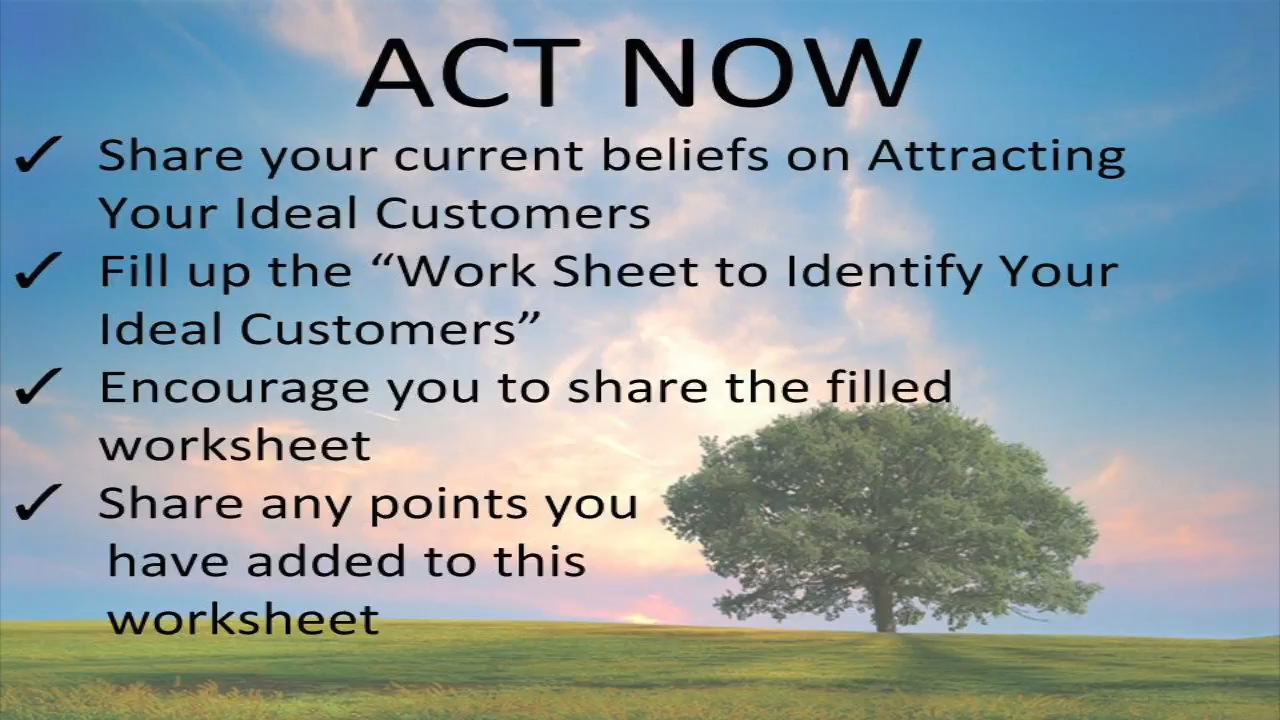 ACT NOW
✓ Share your current beliefs on Attracting
Your Ideal Customers
✓ Fill up the “Work Sheet to Identify Your
Ideal Customers”
✓ Encourage you to share the filled
worksheet
✓ Share any points you
have added to this
worksheet